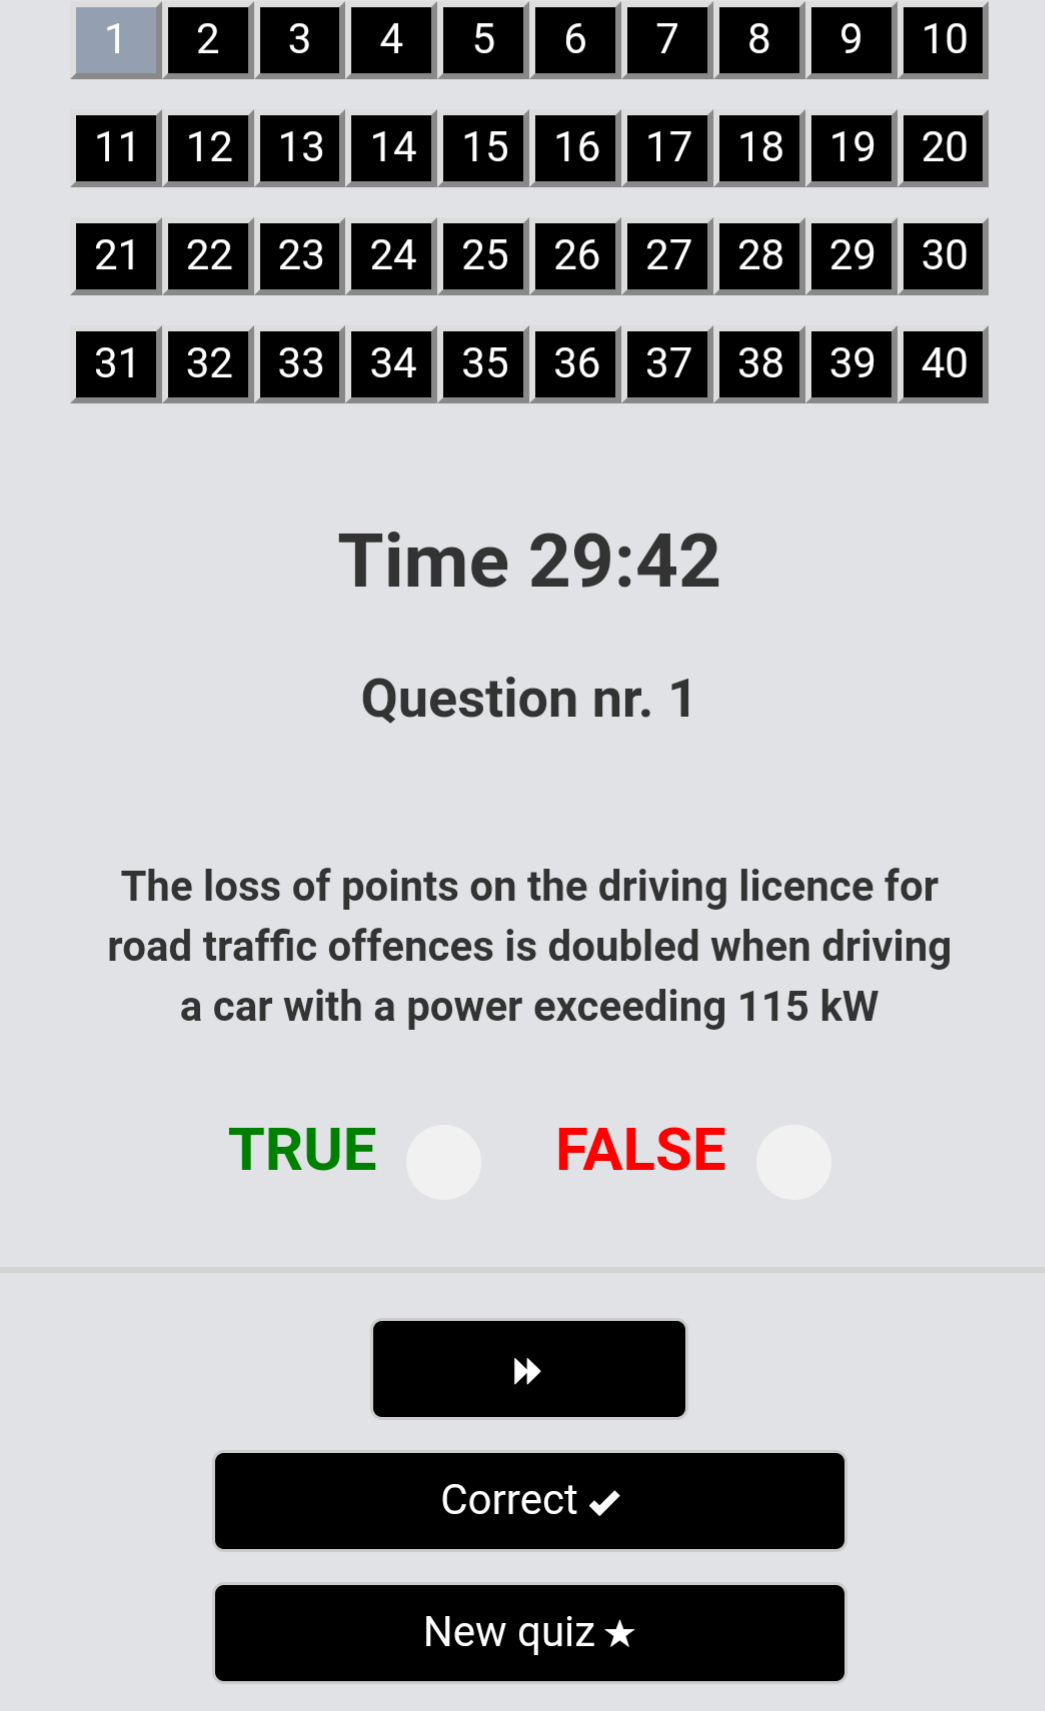 1 2 3 4 5 6 7 8 9 10
11 12 13 14 15 16 17 18 19 20
21 22 23 24 25 26 27 28 29 30
31 32 33 34 35 36 37 38 39 40
Time 29:42
Question nr. 1
The loss of points on the driving licence for
road traffic offences is doubled when driving
a car with a power exceeding 115 kW
TRUE FALSE
Correct
New quiz